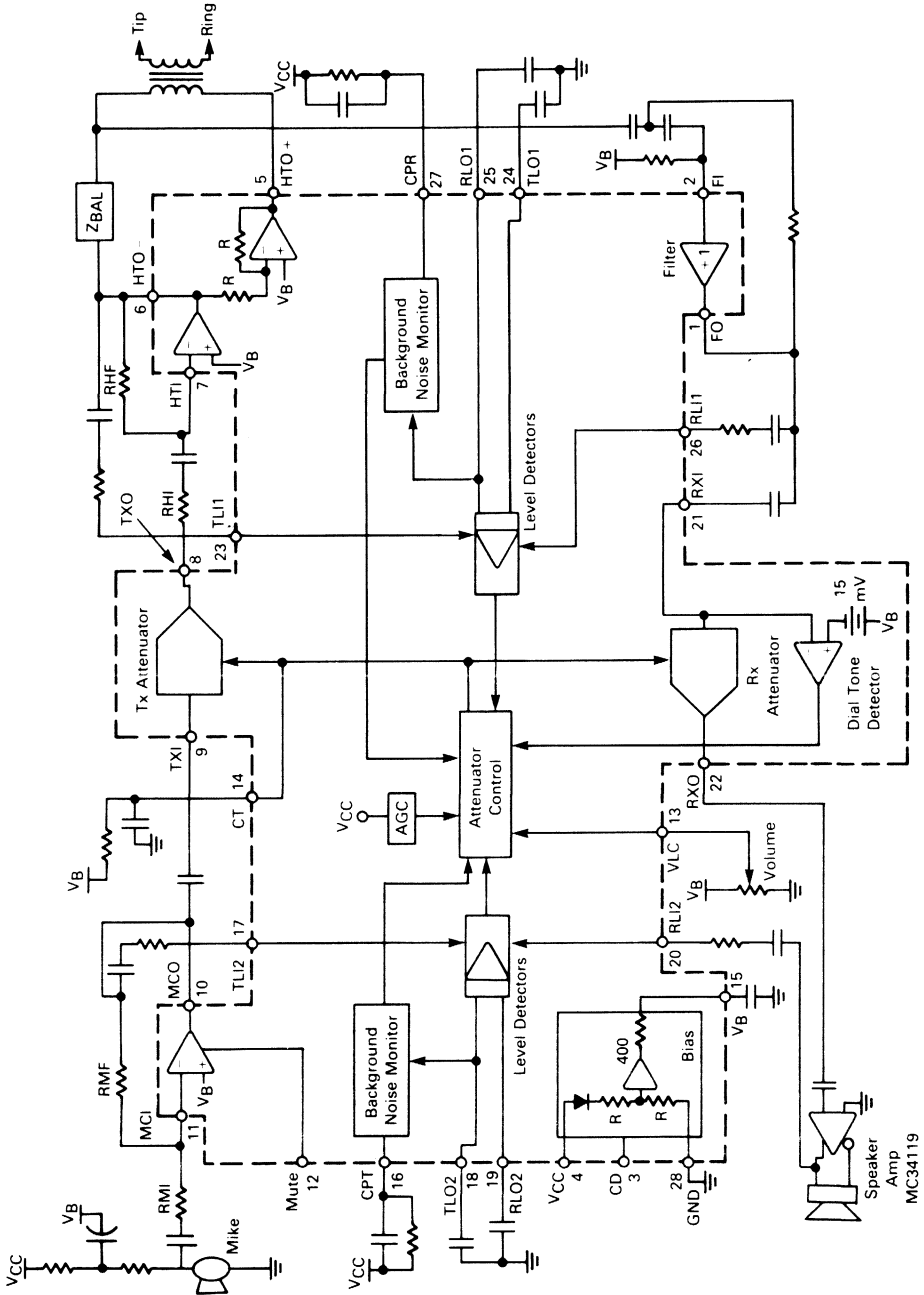 VCC
VB
Mike
RMI
MCI
11
RMF
VB
-
+
MCO
10
Mute
12
TLI2
17
VB
CT
14
TXI
9
Tx Attenuator
TXO
8
RHI
TLI1
23
RHF
HTI
7
-
+
VB
HTO-
6
ZBAL
R
R
-
+
VB
HTO+
5
Tip
Ring
VCC
CPT
16
Background
Noise Monitor
VCC
AGC
Attenuator
Control
Background
Noise Monitor
VCC
CPR
27
TLO2
18
19
RLO2
Level Detectors
Level Detectors
RLO1
25
24
TLO1
VCC
4
CD
3
28
GND
R
R
400
Bias
15
VB
RLI2
20
VLC
13
VB
Volume
RXO
22
Rx
Attenuator
Dial Tone
Detector
-
+
15
mV
VB
RXI
21
RLI1
26
FO
1
Filter
+1
FI
2
VB
Speaker
Amp
MC34119